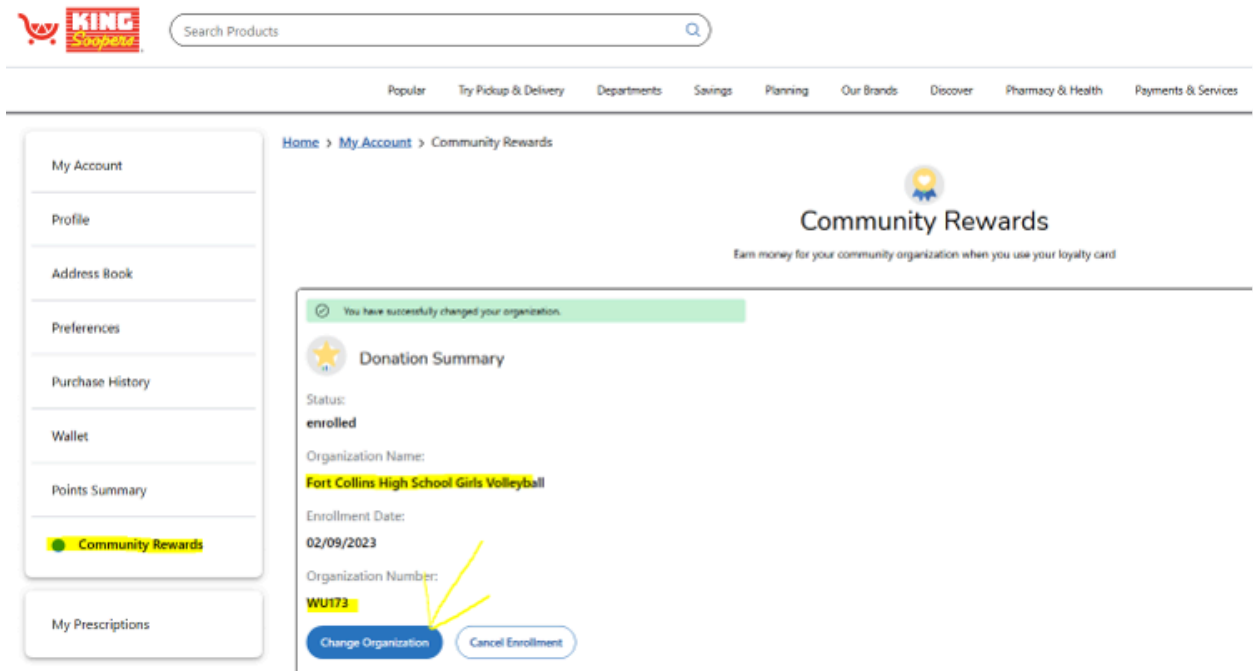 KING
Soopers
Search Products
Popular Try Pickup & Delivery Departments Savings Planning Our Brands Discover Pharmacy & Health Payments & Services
My Account
Profile
Address Book
Preferences
Purchase History
Wallet
Points Summary
Community Rewards
My Prescriptions
Home > My Account > Community Rewards
Community Rewards
Earn money for your community organization when you use your loyalty card
You have successfully changed your organization.
Donation Summary
Status:
enrolled
Organization Name:
Fort Collins High School Girls Volleyball
Enrollment Date:
02/09/2023
Organization Number:
WU173
Change Organization Cancel Enrollment